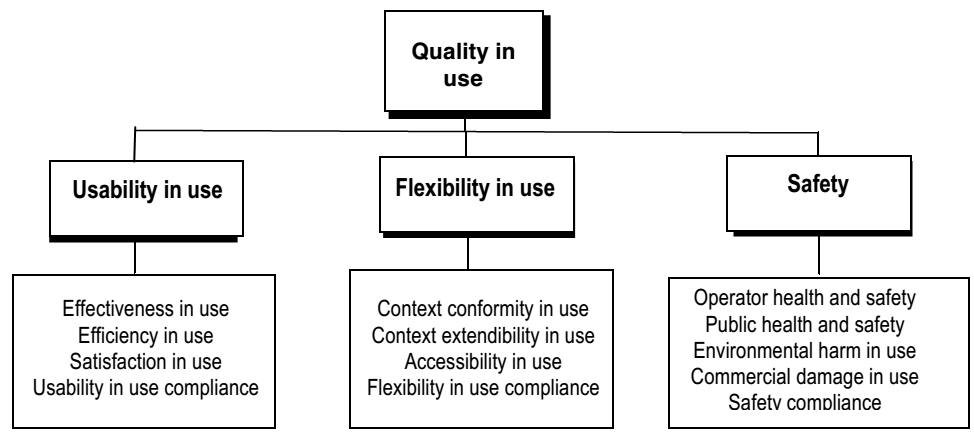 Quality in
use
Usability in use
Flexibility in use
Safety
Effectiveness in use
Efficiency in use
Satisfaction in use
Usability in use compliance
Context conformity in use
Context extendibility in use
Accessibility in use
Flexibility in use compliance
Operator health and safety
Public health and safety
Environmental harm in use
Commercial damage in use
Safety compliance